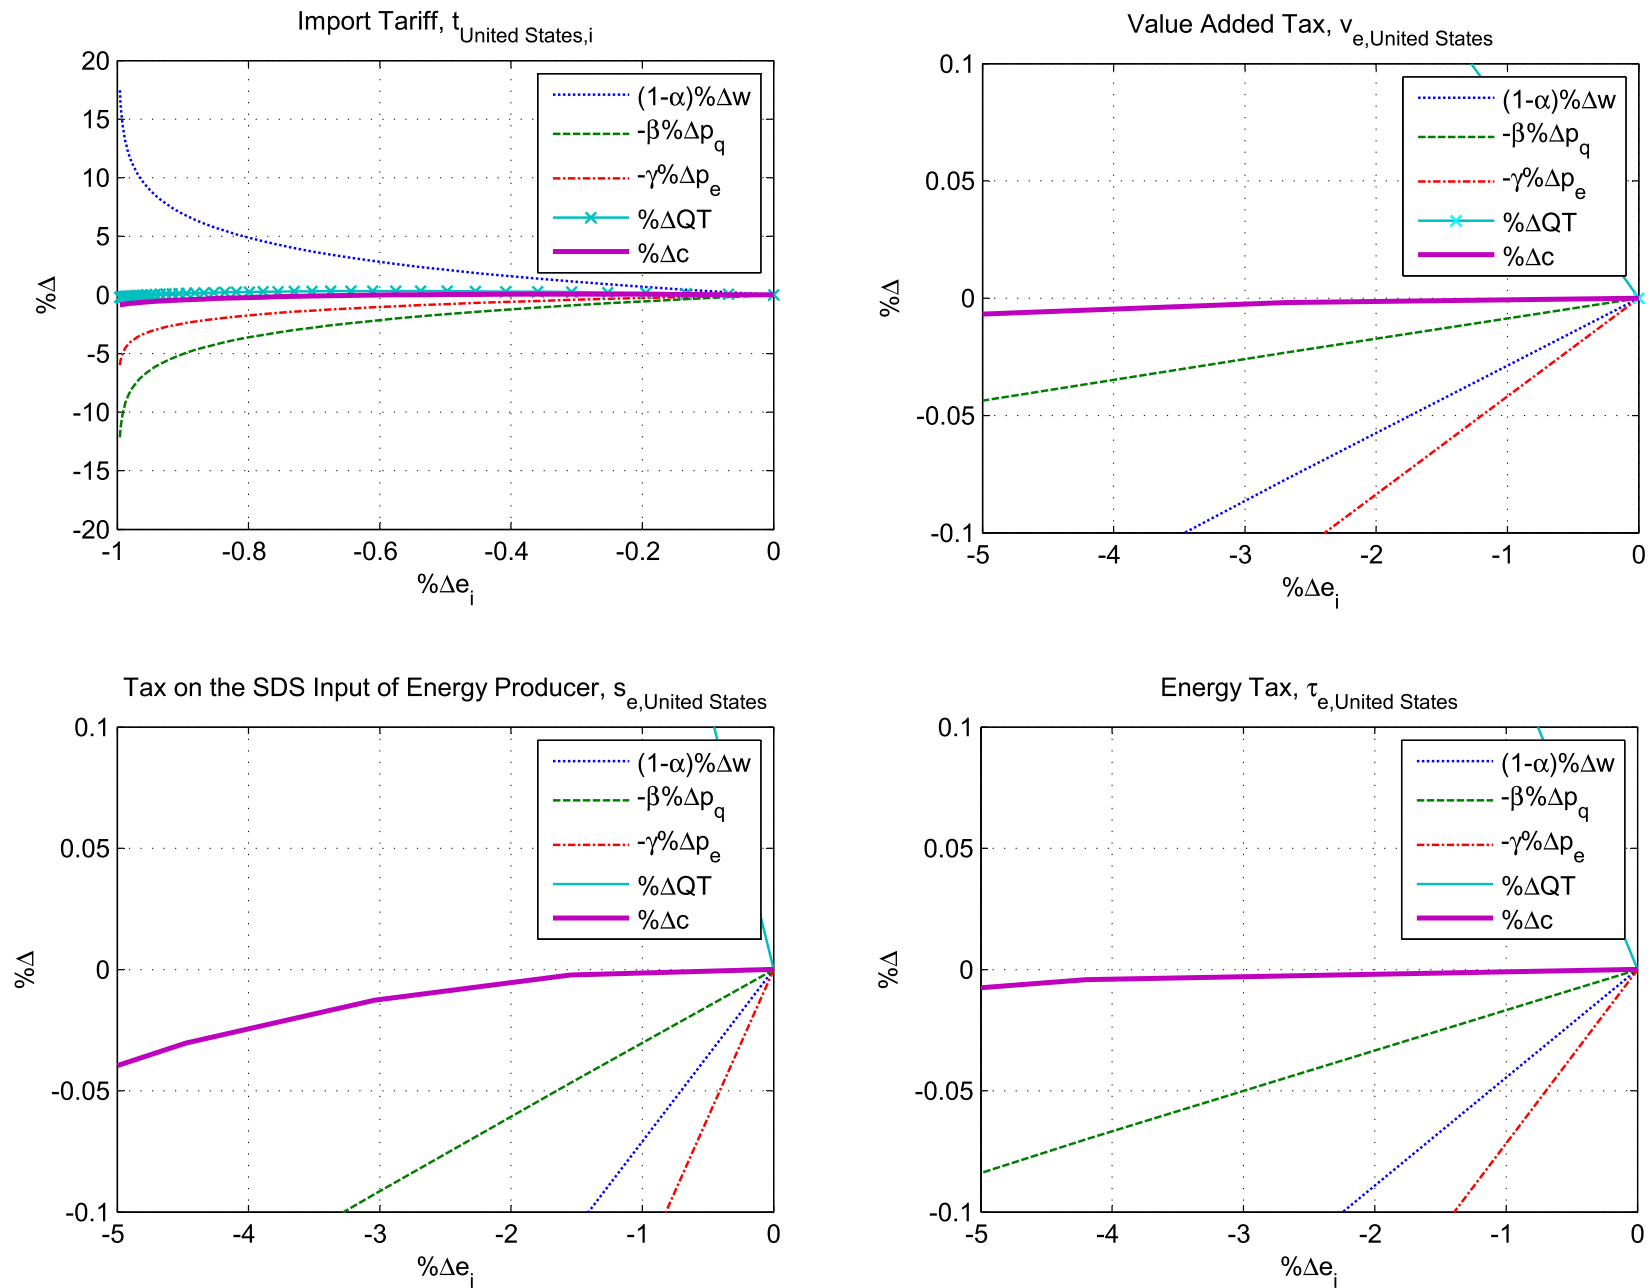 Import Tariff, t_United States,i
20
15
10
5
0
-5
-10
-15
-20
%Δ
-1 -0.8 -0.6 -0.4 -0.2 0
%Δe_i
(1-α)%Δw
-β%Δp_q
-γ%Δp_e
%ΔQT
%Δc
Value Added Tax, v_e,United States
0.1
0.05
0
-0.05
-0.1
-5 -4 -3 -2 -1 0
%Δe_i
(1-α)%Δw
-β%Δp_q
-γ%Δp_e
%ΔQT
%Δc
Tax on the SDS Input of Energy Producer, s_e,United States
0.1
0.05
0
-0.05
-0.1
%Δ
-5 -4 -3 -2 -1 0
%Δe_i
(1-α)%Δw
-β%Δp_q
-γ%Δp_e
%ΔQT
%Δc
Energy Tax, τ_e,United States
0.1
0.05
0
-0.05
-0.1
%Δ
-5 -4 -3 -2 -1 0
%Δe_i
(1-α)%Δw
-β%Δp_q
-γ%Δp_e
%ΔQT
%Δc